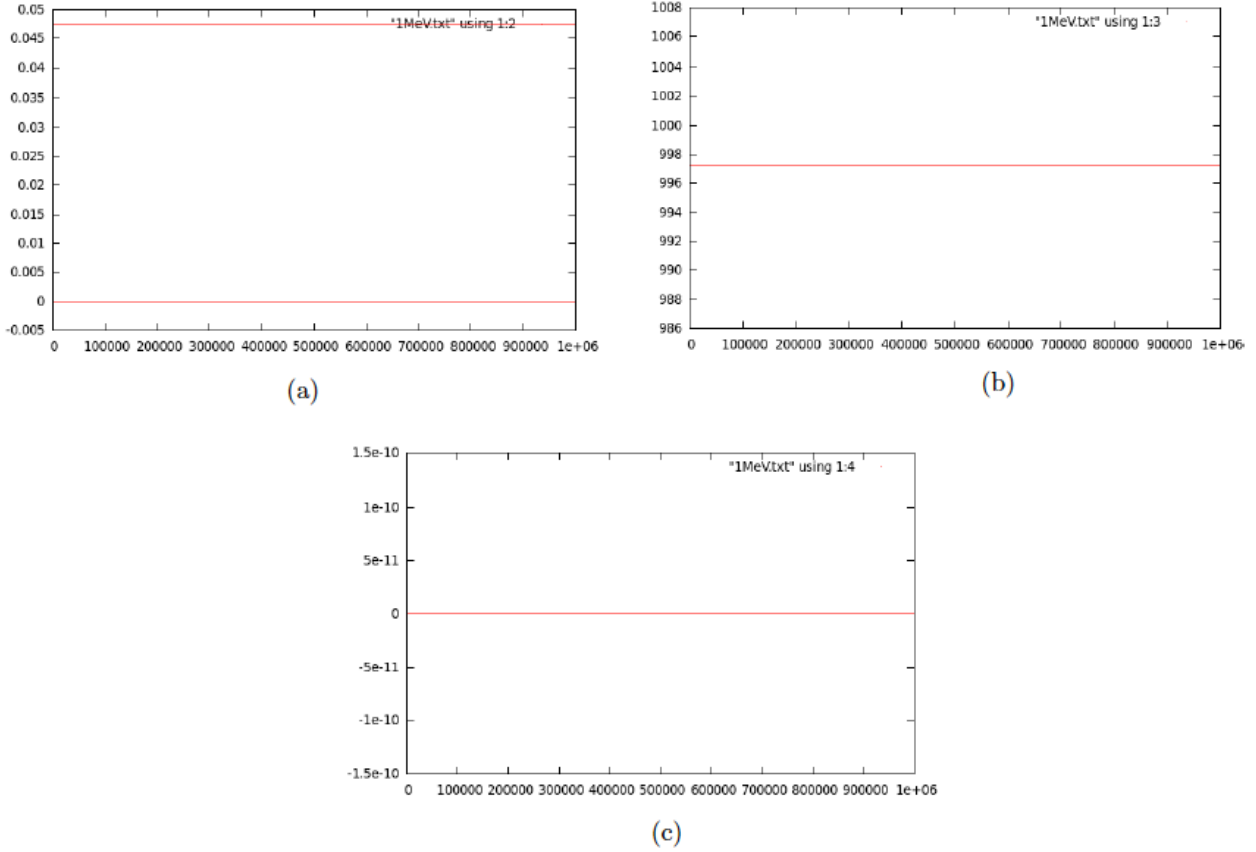 0.05
"1MeV.txt" using 1:2
0.045
0.04
0.035
0.03
0.025
0.02
0.015
0.01
0.005
0
-0.005
0 100000 200000 300000 400000 500000 600000 700000 800000 900000 1e+06
(a)
1008
"1MeV.txt" using 1:3
1006
1004
1002
1000
998
996
994
992
990
988
986
0 100000 200000 300000 400000 500000 600000 700000 800000 900000 1e+06
(b)
1.5e-10
"1MeV.txt" using 1:4
1e-10
5e-11
0
-5e-11
-1e-10
-1.5e-10
0 100000 200000 300000 400000 500000 600000 700000 800000 900000 1e+06
(c)